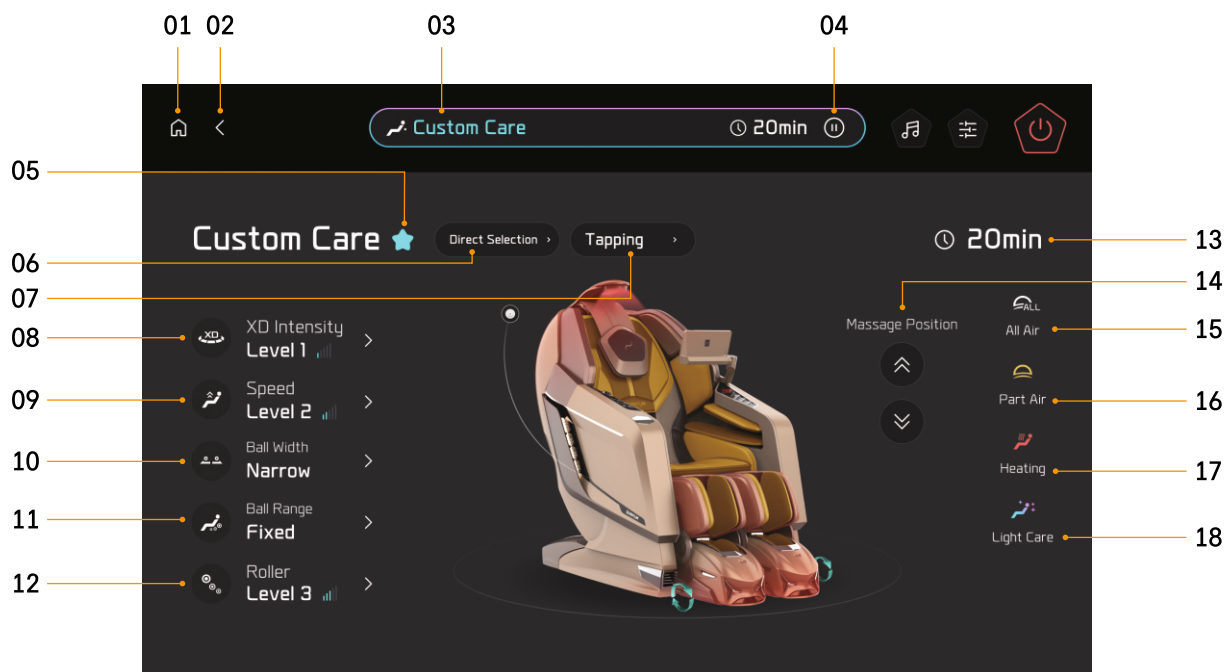 01 02 03 04
Custom Care 20min
05
Custom Care Direct Selection Tapping 20min 13
06
07
14
XD
XD Intensity
Level 1
08
Massage Position
ALL
All Air
15
Speed
Level 2
09
Part Air
16
Ball Width
Narrow
10
Heating
17
Ball Range
Fixed
11
Light Care
18
Roller
Level 3
12